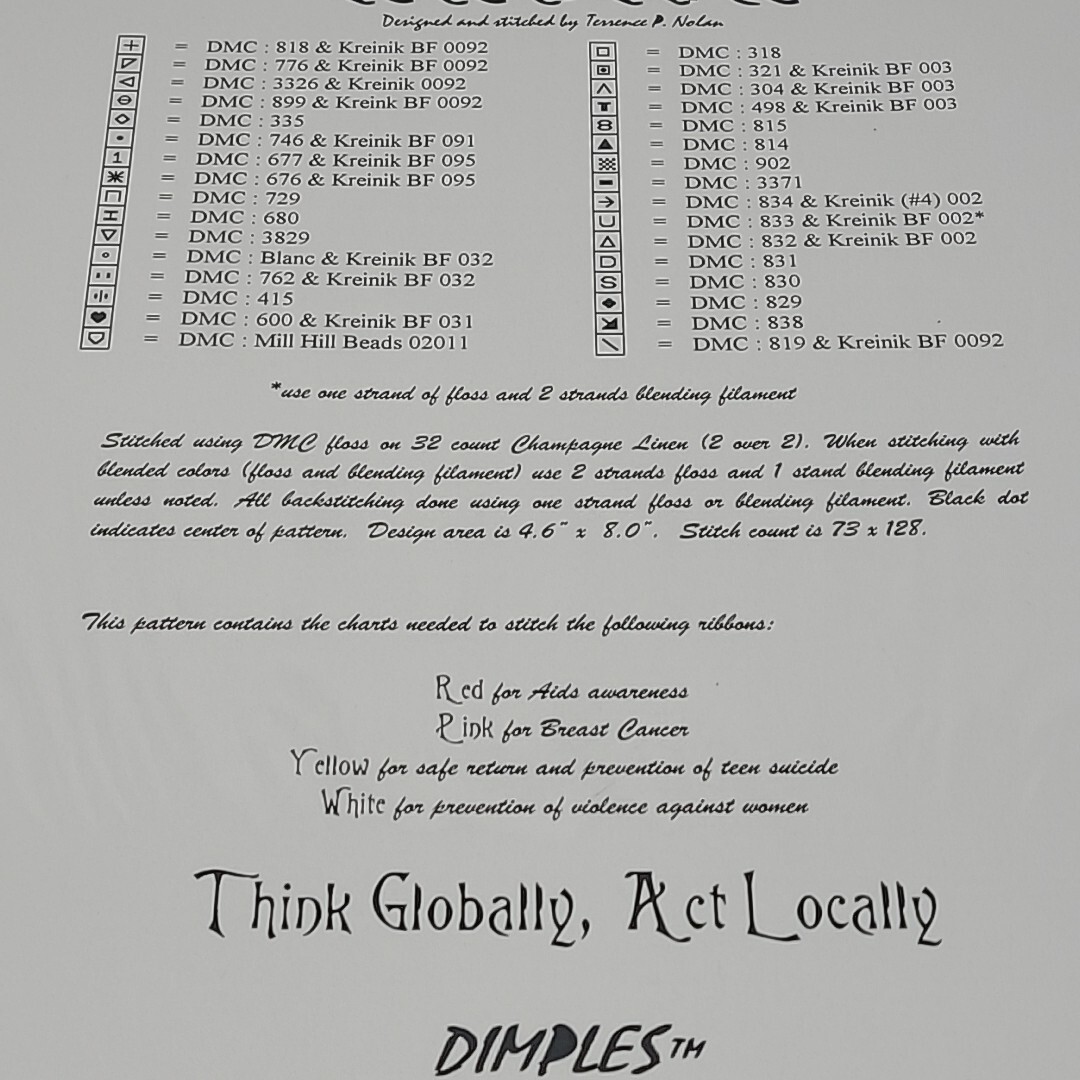 Designed and stitched by Terrence P. Nolan
+ = DMC : 818 & Kreinik BF 0092
= DMC : 776 & Kreinik BF 0092
= DMC : 3326 & Kreinik 0092
= DMC : 899 & Kreink BF 0092
= DMC : 335
= DMC : 746 & Kreinik BF 091
1 = DMC : 677 & Kreinik BF 095
= DMC : 676 & Kreinik BF 095
= DMC : 729
= DMC : 680
= DMC : 3829
= DMC : Blanc & Kreinik BF 032
= DMC : 762 & Kreinik BF 032
= DMC : 415
= DMC : 600 & Kreinik BF 031
= DMC : Mill Hill Beads 02011
= DMC : 318
= DMC : 321 & Kreinik BF 003
= DMC : 304 & Kreinik BF 003
T = DMC : 498 & Kreinik BF 003
8 = DMC : 815
= DMC : 814
= DMC : 902
= DMC : 3371
→ = DMC : 834 & Kreinik (#4) 002
U = DMC : 833 & Kreinik BF 002*
= DMC : 832 & Kreinik BF 002
D = DMC : 831
S = DMC : 830
= DMC : 829
= DMC : 838
\ = DMC : 819 & Kreinik BF 0092
*use one strand of floss and 2 strands blending filament
Stitched using DMC floss on 32 count Champagne Linen (2 over 2). When stitching with
blended colors (floss and blending filament) use 2 strands floss and 1 stand blending filament
unless noted. All backstitching done using one strand floss or blending filament. Black dot
indicates center of pattern. Design area is 4.6" x 8.0". Stitch count is 73 x 128.
This pattern contains the charts needed to stitch the following ribbons:
Red for Aids awareness
Pink for Breast Cancer
Yellow for safe return and prevention of teen suicide
White for prevention of violence against women
Think Globally, Act Locally
DIMPLES™